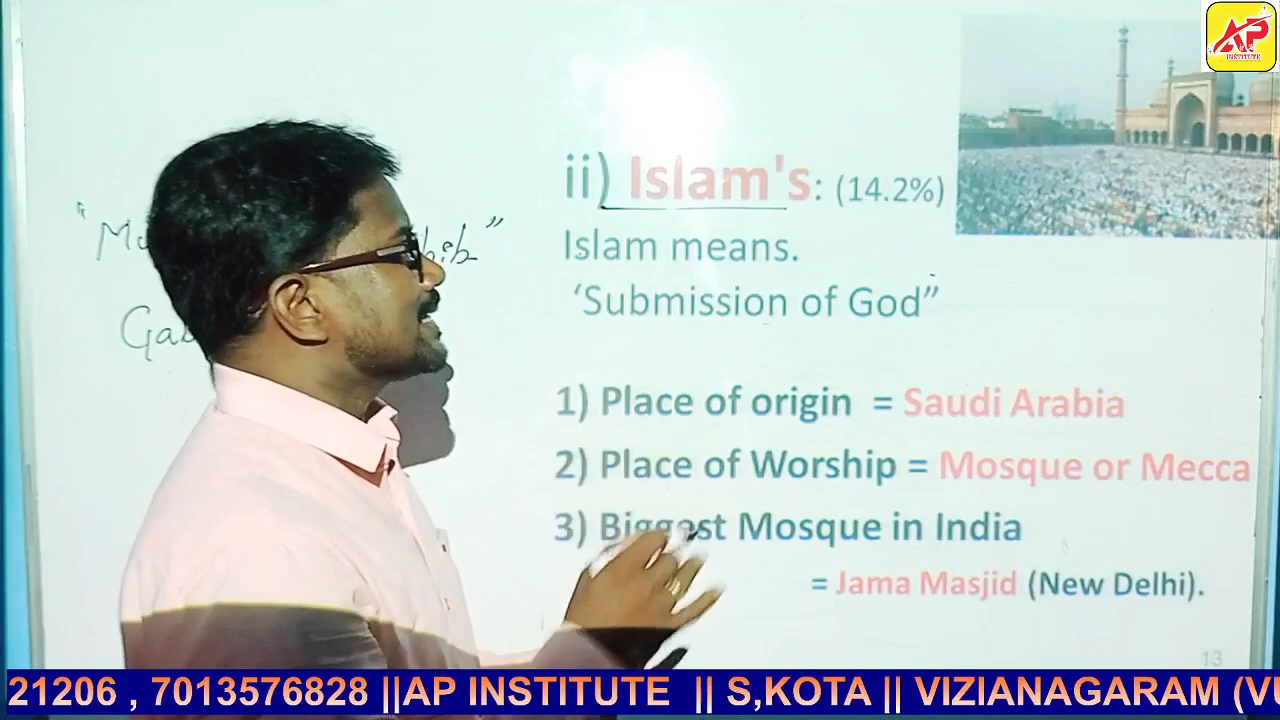 AP
INSTITUTE
ii) Islam's: (14.2%)
Islam means.
‘Submission of God”
1) Place of origin = Saudi Arabia
2) Place of Worship = Mosque or Mecca
3) Biggest Mosque in India
= Jama Masjid (New Delhi).
13
21206 , 7013576828 ||AP INSTITUTE || S,KOTA || VIZIANAGARAM (VI